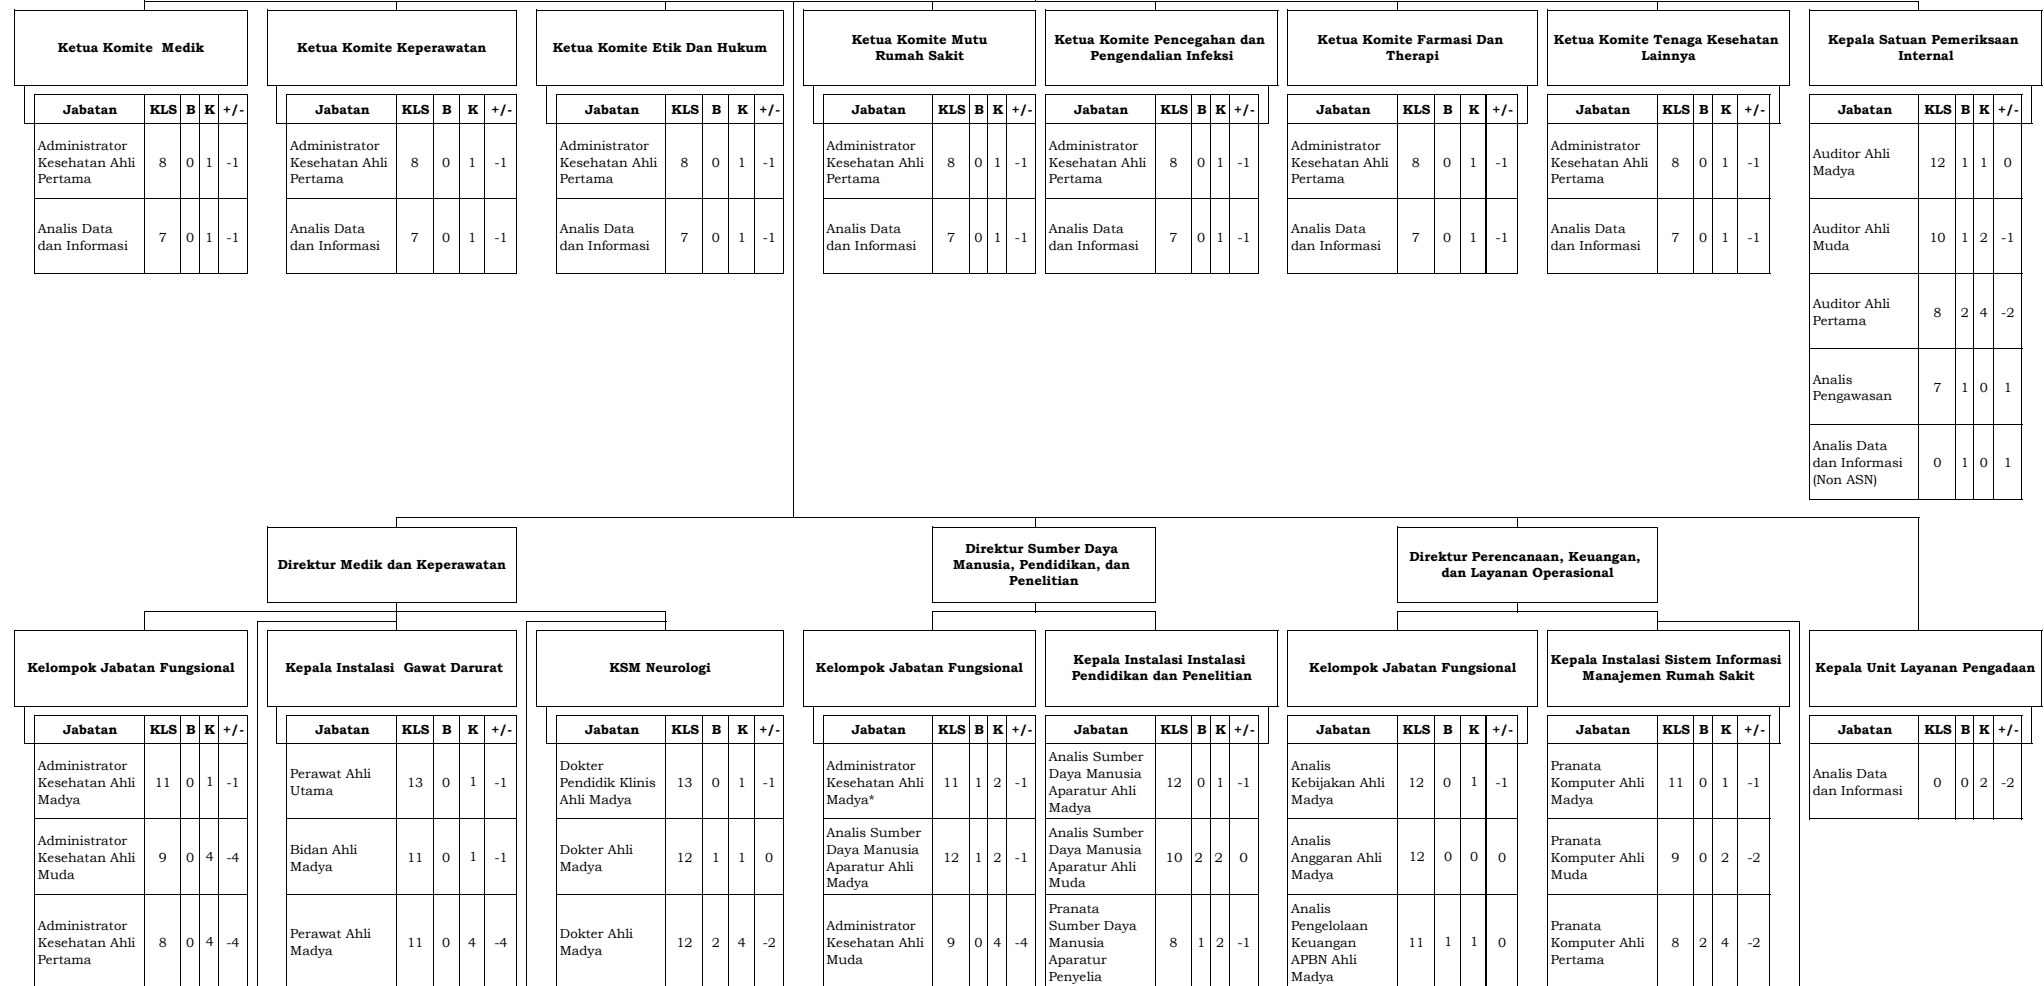 Ketua Komite Medik
Jabatan KLS B K +/-
Administrator
Kesehatan Ahli
Pertama
8 0 1 -1
Analis Data
dan Informasi
7 0 1 -1
Ketua Komite Keperawatan
Jabatan KLS B K +/-
Administrator
Kesehatan Ahli
Pertama
8 0 1 -1
Analis Data
dan Informasi
7 0 1 -1
Ketua Komite Etik Dan Hukum
Jabatan KLS B K +/-
Administrator
Kesehatan Ahli
Pertama
8 0 1 -1
Analis Data
dan Informasi
7 0 1 -1
Ketua Komite Mutu
Rumah Sakit
Jabatan KLS B K +/-
Administrator
Kesehatan Ahli
Pertama
8 0 1 -1
Analis Data
dan Informasi
7 0 1 -1
Ketua Komite Pencegahan dan
Pengendalian Infeksi
Jabatan KLS B K +/-
Administrator
Kesehatan Ahli
Pertama
8 0 1 -1
Analis Data
dan Informasi
7 0 1 -1
Ketua Komite Farmasi Dan
Therapi
Jabatan KLS B K +/-
Administrator
Kesehatan Ahli
Pertama
8 0 1 -1
Analis Data
dan Informasi
7 0 1 -1
Ketua Komite Tenaga Kesehatan
Lainnya
Jabatan KLS B K +/-
Administrator
Kesehatan Ahli
Pertama
8 0 1 -1
Analis Data
dan Informasi
7 0 1 -1
Kepala Satuan Pemeriksaan
Internal
Jabatan KLS B K +/-
Auditor Ahli
Madya
12 1 1 0
Auditor Ahli
Muda
10 1 2 -1
Auditor Ahli
Pertama
8 2 4 -2
Analis
Pengawasan
7 1 0 1
Analis Data
dan Informasi
(Non ASN)
0 1 0 1
Direktur Medik dan Keperawatan
Direktur Sumber Daya
Manusia, Pendidikan, dan
Penelitian
Direktur Perencanaan, Keuangan,
dan Layanan Operasional
Kelompok Jabatan Fungsional
Jabatan KLS B K +/-
Administrator
Kesehatan Ahli
Madya
11 0 1 -1
Administrator
Kesehatan Ahli
Muda
9 0 4 -4
Administrator
Kesehatan Ahli
Pertama
8 0 4 -4
Kepala Instalasi Gawat Darurat
Jabatan KLS B K +/-
Perawat Ahli
Utama
13 0 1 -1
Bidan Ahli
Madya
11 0 1 -1
Perawat Ahli
Madya
11 0 4 -4
KSM Neurologi
Jabatan KLS B K +/-
Dokter
Pendidik Klinis
Ahli Madya
13 0 1 -1
Dokter Ahli
Madya
12 1 1 0
Dokter Ahli
Madya
12 2 4 -2
Kelompok Jabatan Fungsional
Jabatan KLS B K +/-
Administrator
Kesehatan Ahli
Madya*
11 1 2 -1
Analis Sumber
Daya Manusia
Aparatur Ahli
Madya
12 1 2 -1
Administrator
Kesehatan Ahli
Muda
9 0 4 -4
Kepala Instalasi Instalasi
Pendidikan dan Penelitian
Jabatan KLS B K +/-
Analis Sumber
Daya Manusia
Aparatur Ahli
Madya
12 0 1 -1
Analis Sumber
Daya Manusia
Aparatur Ahli
Muda
10 2 2 0
Pranata
Sumber Daya
Manusia
Aparatur
Penyelia
8 1 2 -1
Kelompok Jabatan Fungsional
Jabatan KLS B K +/-
Analis
Kebijakan Ahli
Madya
12 0 1 -1
Analis
Anggaran Ahli
Madya
12 0 0 0
Analis
Pengelolaan
Keuangan
APBN Ahli
Madya
11 1 1 0
Kepala Instalasi Sistem Informasi
Manajemen Rumah Sakit
Jabatan KLS B K +/-
Pranata
Komputer Ahli
Madya
11 0 1 -1
Pranata
Komputer Ahli
Muda
9 0 2 -2
Pranata
Komputer Ahli
Pertama
8 2 4 -2
Kepala Unit Layanan Pengadaan
Jabatan KLS B K +/-
Analis Data
dan Informasi
0 0 2 -2